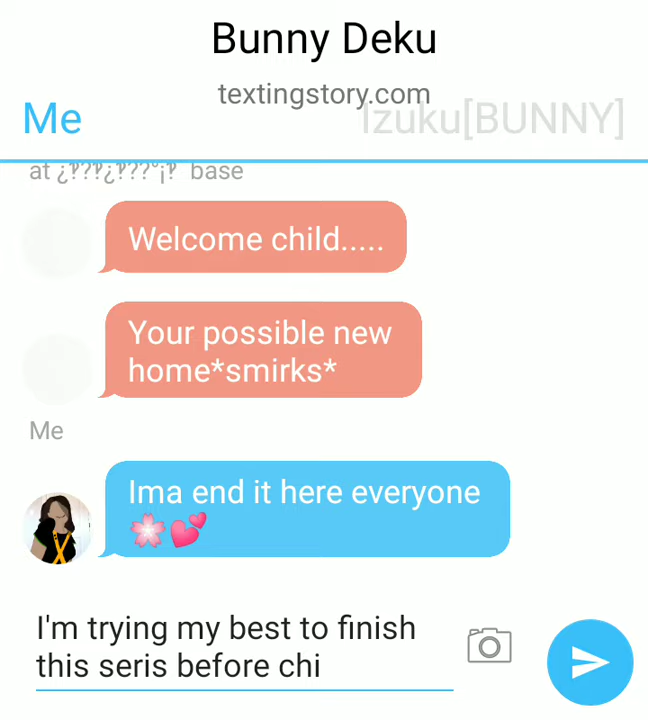 Bunny Deku
textingstory.com
Me
Izuku[BUNNY]
at ¿‽??¿‽???°¡‽ base
Welcome child.....
Your possible new
home*smirks*
Me
Ima end it here everyone
🌸💕
I'm trying my best to finish
this seris before chi